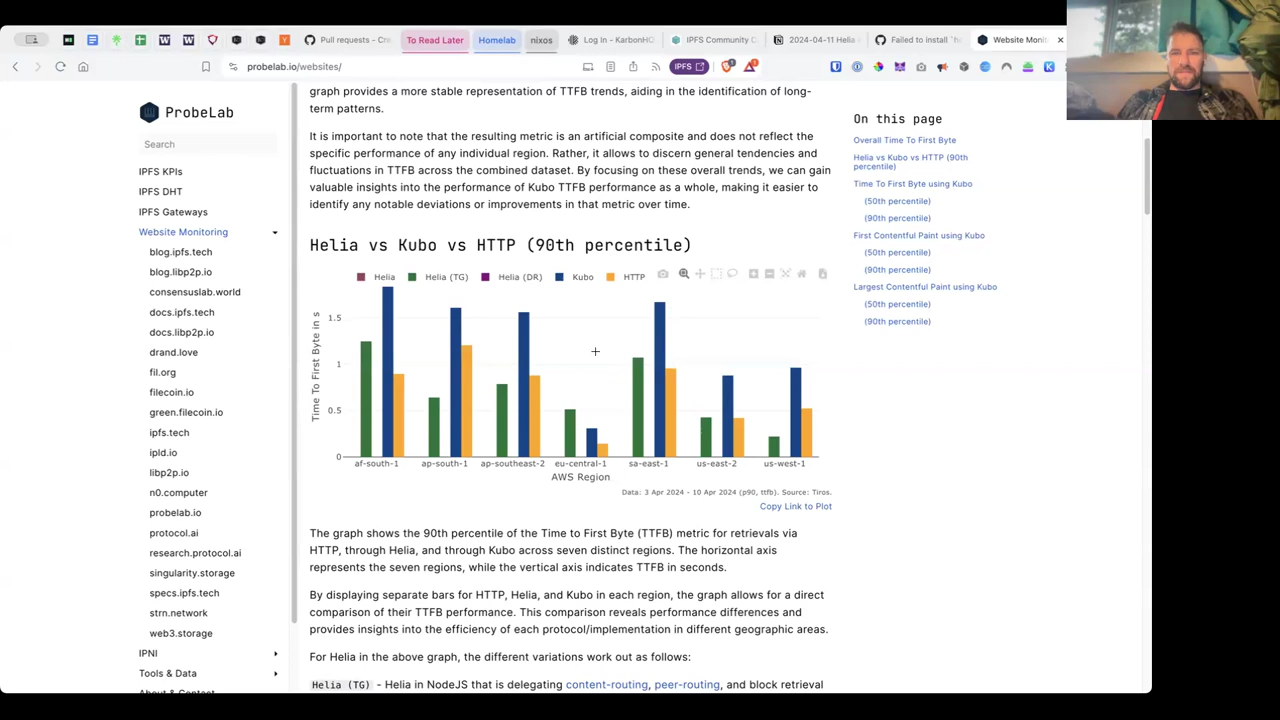 Pull requests - Cre
To Read Later
Homelab
nixos
Log in - KarbonHQ
IPFS Community C
2024-04-11 Helia
Failed to install `he
Website Monit
probelab.io/websites/
IPFS
ProbeLab
Search
IPFS KPIs
IPFS DHT
IPFS Gateways
Website Monitoring
blog.ipfs.tech
blog.libp2p.io
consensuslab.world
docs.ipfs.tech
docs.libp2p.io
drand.love
fil.org
filecoin.io
green.filecoin.io
ipfs.tech
ipld.io
libp2p.io
n0.computer
probelab.io
protocol.ai
research.protocol.ai
singularity.storage
specs.ipfs.tech
strn.network
web3.storage
IPNI
Tools & Data
About & Contact
graph provides a more stable representation of TTFB trends, aiding in the identification of long-
term patterns.
It is important to note that the resulting metric is an artificial composite and does not reflect the
specific performance of any individual region. Rather, it allows to discern general tendencies and
fluctuations in TTFB across the combined dataset. By focusing on these overall trends, we can gain
valuable insights into the performance of Kubo TTFB performance as a whole, making it easier to
identify any notable deviations or improvements in that metric over time.
Helia vs Kubo vs HTTP (90th percentile)
Helia Helia (TG) Helia (DR) Kubo HTTP
Time To First Byte in s
1.5
1
0.5
0
af-south-1 ap-south-1 ap-southeast-2 eu-central-1 sa-east-1 us-east-2 us-west-1
AWS Region
Data: 3 Apr 2024 - 10 Apr 2024 (p90, ttfb). Source: Tiros.
Copy Link to Plot
The graph shows the 90th percentile of the Time to First Byte (TTFB) metric for retrievals via
HTTP, through Helia, and through Kubo across seven distinct regions. The horizontal axis
represents the seven regions, while the vertical axis indicates TTFB in seconds.
By displaying separate bars for HTTP, Helia, and Kubo in each region, the graph allows for a direct
comparison of their TTFB performance. This comparison reveals performance differences and
provides insights into the efficiency of each protocol/implementation in different geographic areas.
For Helia in the above graph, the different variations work out as follows:
Helia (TG) - Helia in NodeJS that is delegating content-routing, peer-routing, and block retrieval
On this page
Overall Time To First Byte
Helia vs Kubo vs HTTP (90th
percentile)
Time To First Byte using Kubo
(50th percentile)
(90th percentile)
First Contentful Paint using Kubo
(50th percentile)
(90th percentile)
Largest Contentful Paint using Kubo
(50th percentile)
(90th percentile)